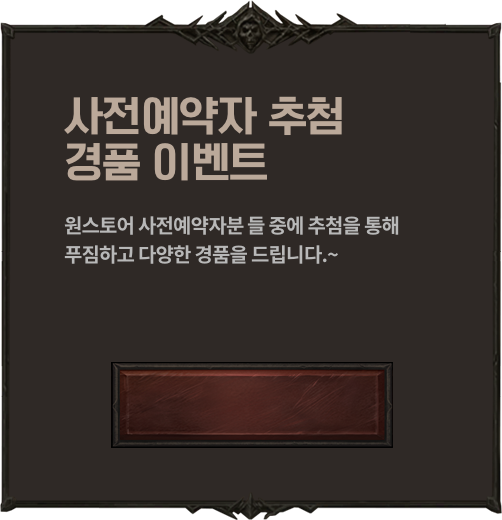 사전예약자 추첨
경품 이벤트
원스토어 사전예약자분 들 중에 추첨을 통해
푸짐하고 다양한 경품을 드립니다.~